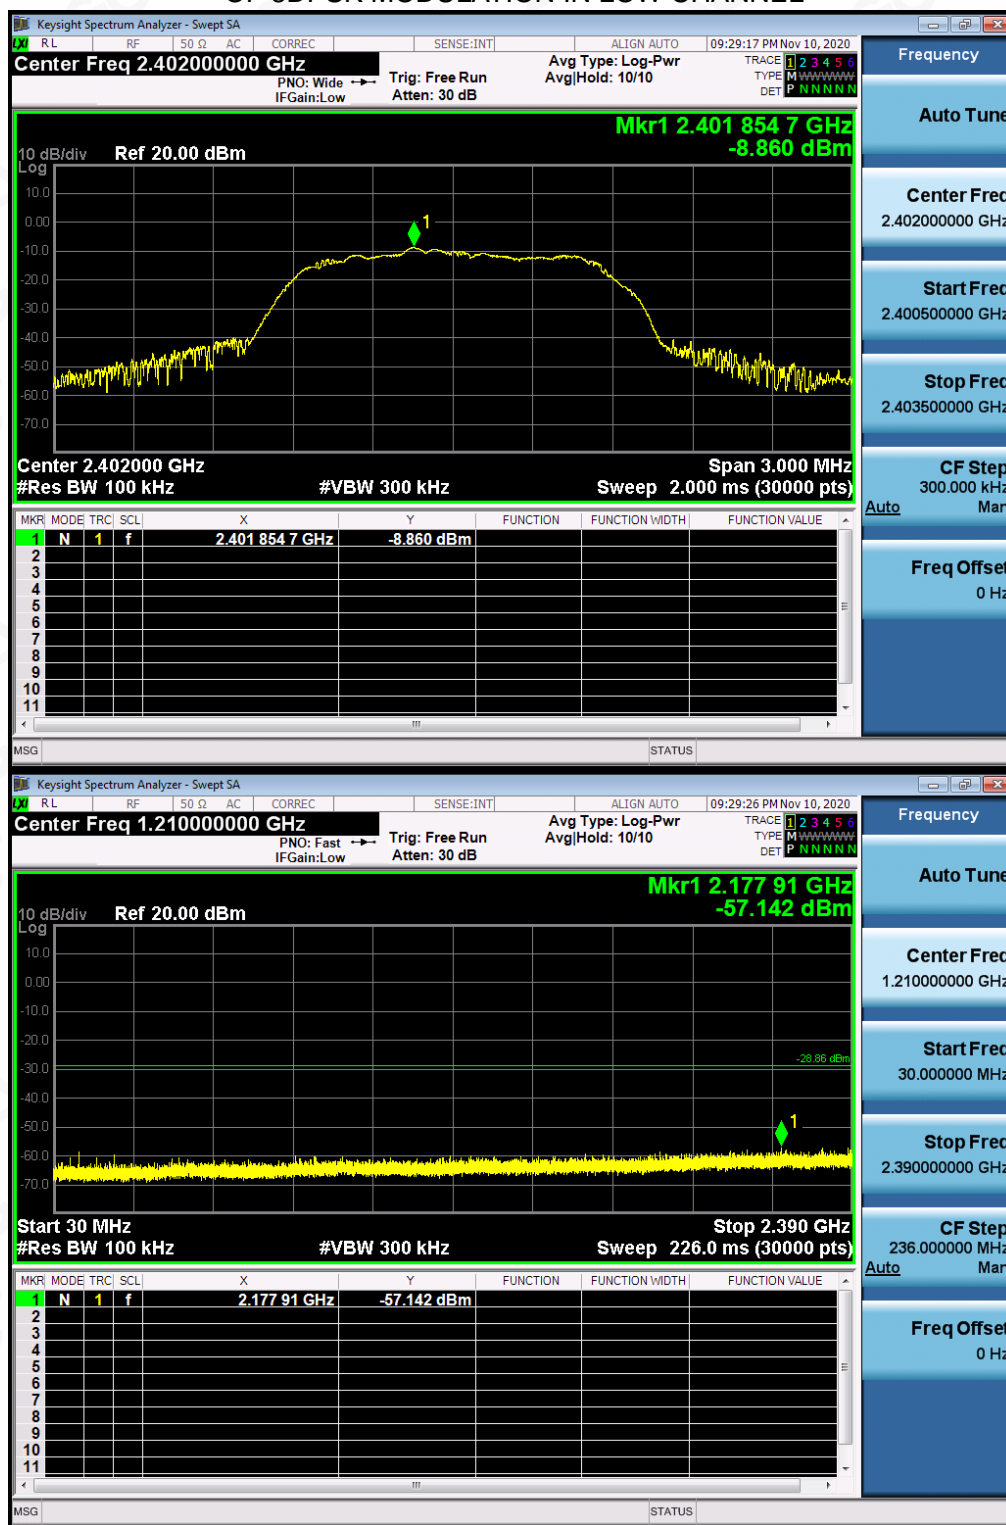 OF 8DPSK MODULATION IN LOW CHANNEL
Keysight Spectrum Analyzer - Swept SA
LXI RL RF 50 Ω AC CORREC SENSE:INT ALIGN AUTO 09:29:17 PM Nov 10, 2020
Center Freq 2.402000000 GHz
PNO: Wide
IFGain:Low
Trig: Free Run
Atten: 30 dB
Avg Type: Log-Pwr
Avg|Hold: 10/10
TRACE 1 2 3 4 5 6
TYPE M WWWWW
DET P N N N N N
Frequency
Auto Tune
Center Freq
2.402000000 GHz
Start Freq
2.400500000 GHz
Stop Freq
2.403500000 GHz
CF Step
300.000 kHz
Auto Man
Freq Offset
0 Hz
Mkr1 2.401 854 7 GHz
-8.860 dBm
10 dB/div Ref 20.00 dBm
Log
10.0
0.00
-10.0
-20.0
-30.0
-40.0
-50.0
-60.0
-70.0
1
Center 2.402000 GHz Span 3.000 MHz
#Res BW 100 kHz #VBW 300 kHz Sweep 2.000 ms (30000 pts)
MKR MODE TRC SCL X Y FUNCTION FUNCTION WIDTH FUNCTION VALUE
1 N 1 f 2.401 854 7 GHz -8.860 dBm
2
3
4
5
6
7
8
9
10
11
MSG STATUS
Keysight Spectrum Analyzer - Swept SA
LXI RL RF 50 Ω AC CORREC SENSE:INT ALIGN AUTO 09:29:26 PM Nov 10, 2020
Center Freq 1.210000000 GHz
PNO: Fast
IFGain:Low
Trig: Free Run
Atten: 30 dB
Avg Type: Log-Pwr
Avg|Hold: 10/10
TRACE 1 2 3 4 5 6
TYPE M WWWWW
DET P N N N N N
Frequency
Auto Tune
Center Freq
1.210000000 GHz
Start Freq
30.000000 MHz
Stop Freq
2.390000000 GHz
CF Step
236.000000 MHz
Auto Man
Freq Offset
0 Hz
Mkr1 2.177 91 GHz
-57.142 dBm
10 dB/div Ref 20.00 dBm
Log
10.0
0.00
-10.0
-20.0
-30.0
-40.0
-50.0
-60.0
-70.0
-28.86 dBm
1
Start 30 MHz Stop 2.390 GHz
#Res BW 100 kHz #VBW 300 kHz Sweep 226.0 ms (30000 pts)
MKR MODE TRC SCL X Y FUNCTION FUNCTION WIDTH FUNCTION VALUE
1 N 1 f 2.177 91 GHz -57.142 dBm
2
3
4
5
6
7
8
9
10
11
MSG STATUS